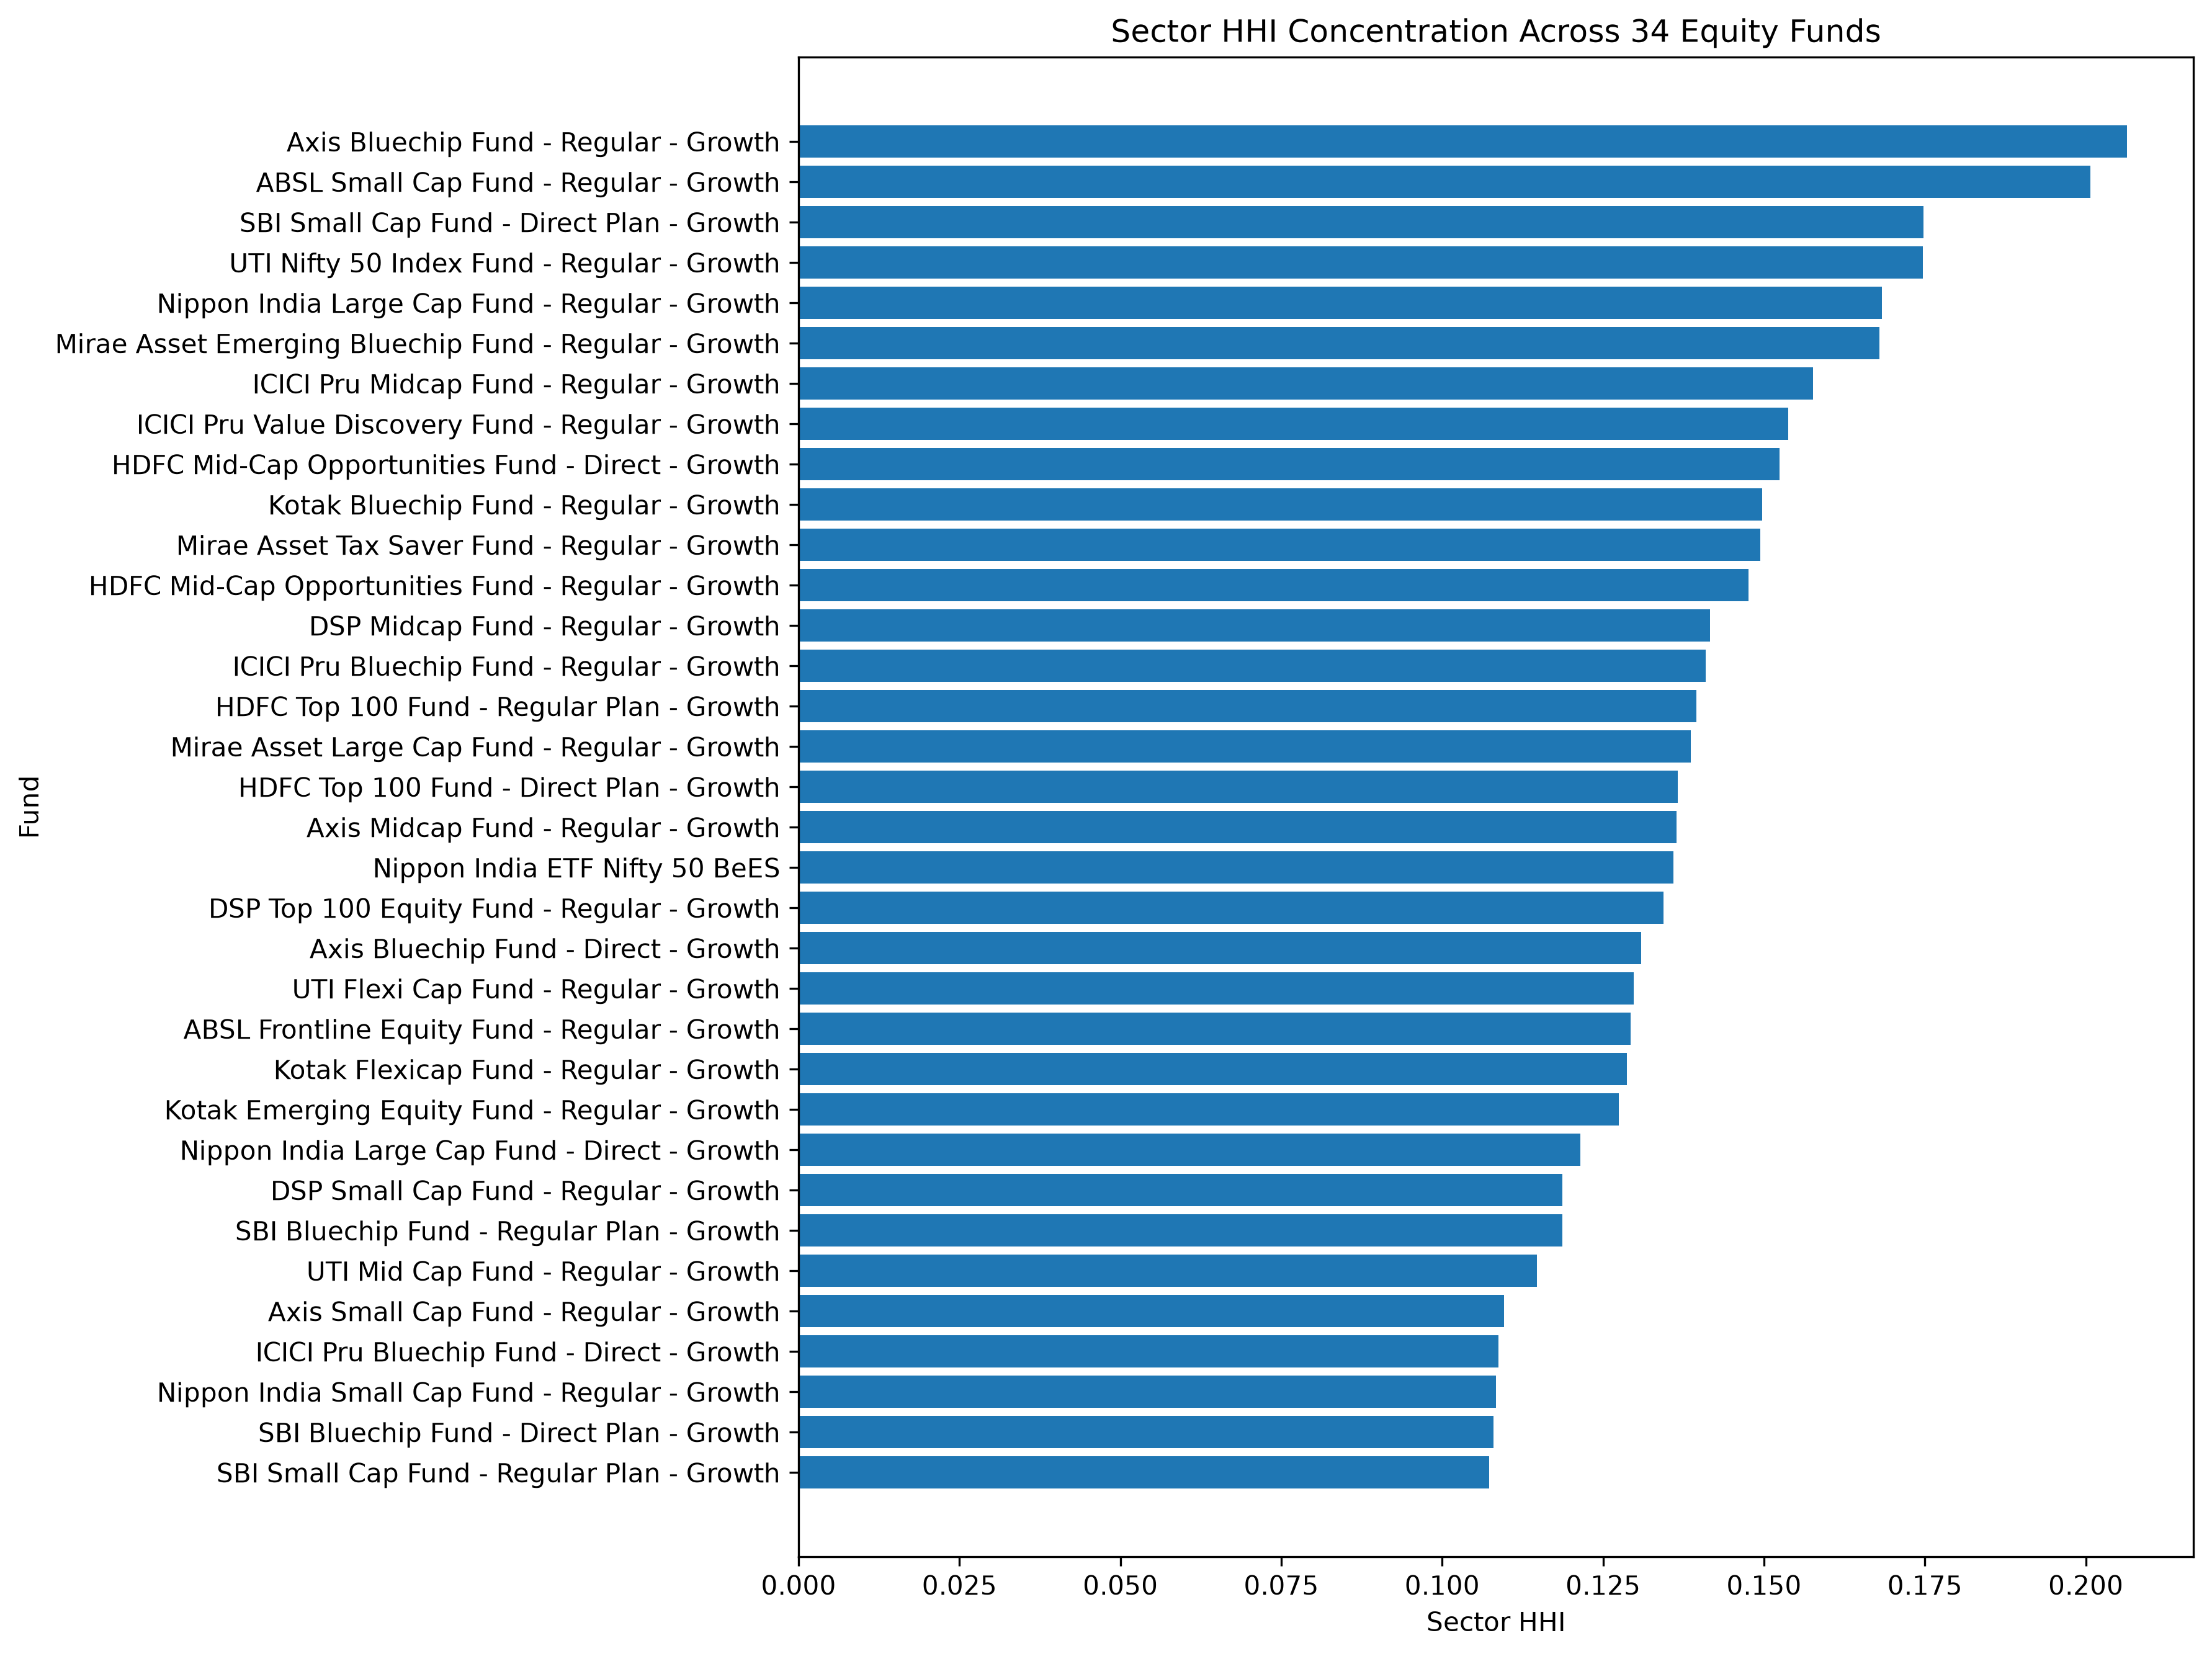 Sector HHI Concentration Across 34 Equity Funds
Fund
Axis Bluechip Fund - Regular - Growth
ABSL Small Cap Fund - Regular - Growth
SBI Small Cap Fund - Direct Plan - Growth
UTI Nifty 50 Index Fund - Regular - Growth
Nippon India Large Cap Fund - Regular - Growth
Mirae Asset Emerging Bluechip Fund - Regular - Growth
ICICI Pru Midcap Fund - Regular - Growth
ICICI Pru Value Discovery Fund - Regular - Growth
HDFC Mid-Cap Opportunities Fund - Direct - Growth
Kotak Bluechip Fund - Regular - Growth
Mirae Asset Tax Saver Fund - Regular - Growth
HDFC Mid-Cap Opportunities Fund - Regular - Growth
DSP Midcap Fund - Regular - Growth
ICICI Pru Bluechip Fund - Regular - Growth
HDFC Top 100 Fund - Regular Plan - Growth
Mirae Asset Large Cap Fund - Regular - Growth
HDFC Top 100 Fund - Direct Plan - Growth
Axis Midcap Fund - Regular - Growth
Nippon India ETF Nifty 50 BeES
DSP Top 100 Equity Fund - Regular - Growth
Axis Bluechip Fund - Direct - Growth
UTI Flexi Cap Fund - Regular - Growth
ABSL Frontline Equity Fund - Regular - Growth
Kotak Flexicap Fund - Regular - Growth
Kotak Emerging Equity Fund - Regular - Growth
Nippon India Large Cap Fund - Direct - Growth
DSP Small Cap Fund - Regular - Growth
SBI Bluechip Fund - Regular Plan - Growth
UTI Mid Cap Fund - Regular - Growth
Axis Small Cap Fund - Regular - Growth
ICICI Pru Bluechip Fund - Direct - Growth
Nippon India Small Cap Fund - Regular - Growth
SBI Bluechip Fund - Direct Plan - Growth
SBI Small Cap Fund - Regular Plan - Growth
0.000 0.025 0.050 0.075 0.100 0.125 0.150 0.175 0.200
Sector HHI